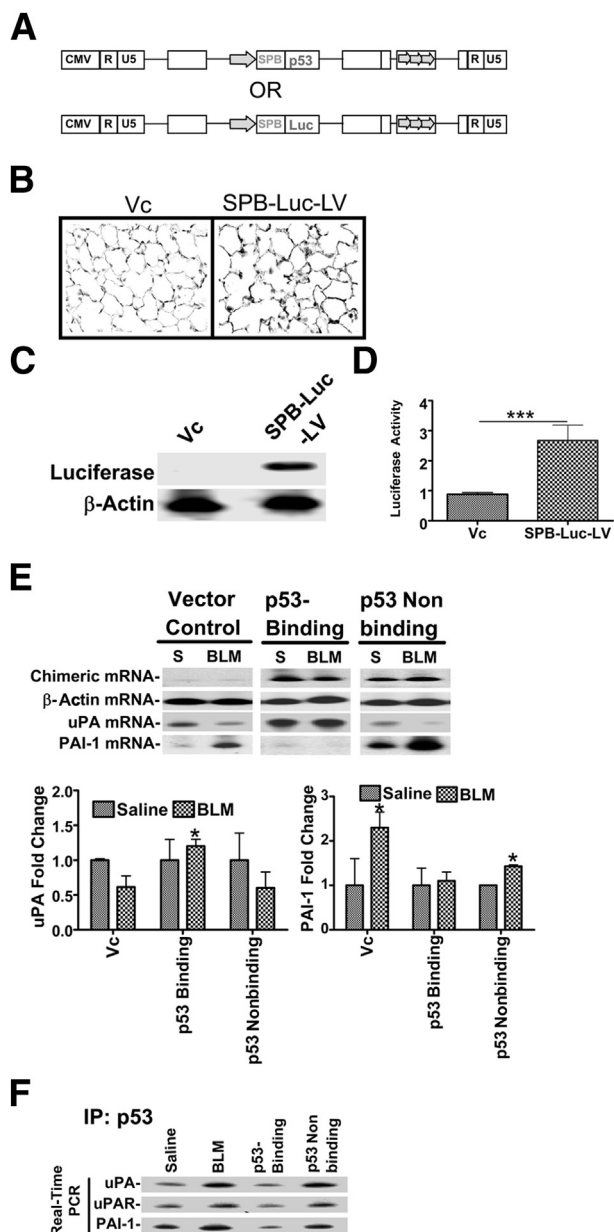 A
CMV R U5 SPB p53 R U5
OR
CMV R U5 SPB Luc R U5
B
Vc SPB-Luc-LV
C
Vc SPB-Luc
-LV
Luciferase
β-Actin
D
Luciferase Activity
4
3
2
1
0
***
Vc SPB-Luc-LV
E
Vector
Control
p53-
Binding
p53 Non
binding
S BLM S BLM S BLM
Chimeric mRNA-
β-Actin mRNA-
uPA mRNA-
PAI-1 mRNA-
uPA Fold Change
2.0
1.5
1.0
0.5
0.0
Saline BLM
*
Vc
p53 Binding
p53 Nonbinding
PAI-1 Fold Change
3
2
1
0
Saline BLM
*
*
Vc
p53 Binding
p53 Nonbinding
F
IP: p53
Saline
BLM
p53-
Binding
p53 Non
binding
Real-Time
PCR
uPA-
uPAR-
PAI-1-